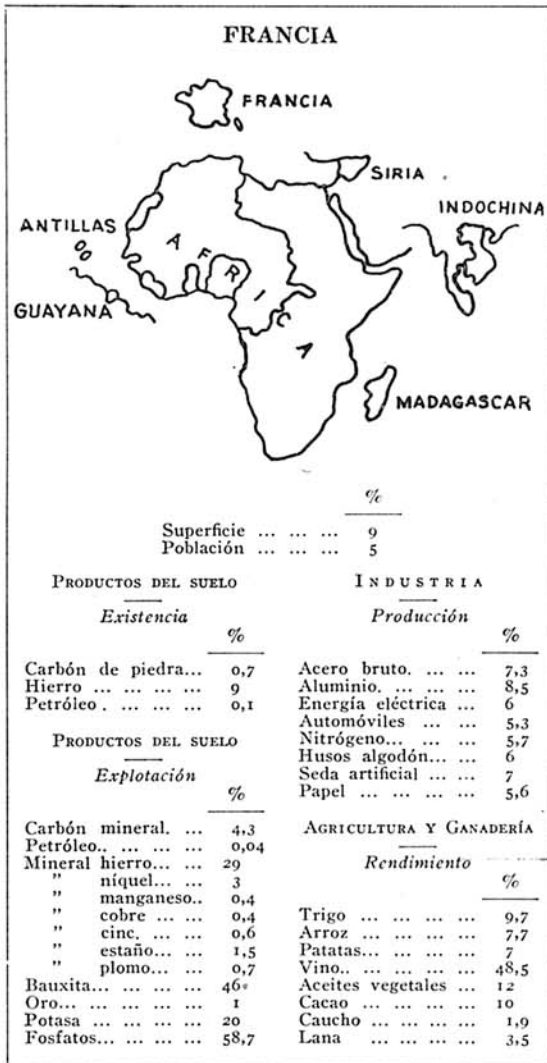 FRANCIA
FRANCIA
SIRIA
INDOCHINA
ANTILLAS
AFRICA
GUAYANA
MADAGASCAR
%
Superficie ... ... ... 9
Población ... ... ... 5
PRODUCTOS DEL SUELO
Existencia
%
Carbón de piedra... 0,7
Hierro ... ... ... ... 9
Petróleo . ... ... ... 0,1
PRODUCTOS DEL SUELO
Explotación
%
Carbón mineral. ... 4,3
Petróleo.. ... ... ... 0,04
Mineral hierro... ... 29
" níquel... ... 3
" manganeso.. 0,4
" cobre ... ... 0,4
" cinc. ... ... 0,6
" estaño ... ... 1,5
" plomo... ... 0,7
Bauxita... ... ... ... 46
Oro... ... ... ... ... 1
Potasa ... ... ... ... 20
Fosfatos... ... ... ... 58,7
INDUSTRIA
Producción
%
Acero bruto. ... ... 7,3
Aluminio. ... ... ... 8,5
Energía eléctrica ... 6
Automóviles ... ... 5,3
Nitrógeno... ... ... 5,7
Husos algodón... ... 6
Seda artificial ... ... 7
Papel ... ... ... ... 5,6
AGRICULTURA Y GANADERÍA
Rendimiento
%
Trigo ... ... ... ... 9,7
Arroz ... ... ... ... 7,7
Patatas... ... ... ... 7
Vino.. ... ... ... ... 48,5
Aceites vegetales ... 12
Cacao ... ... ... ... 10
Caucho ... ... ... ... 1,9
Lana ... ... ... ... 3,5